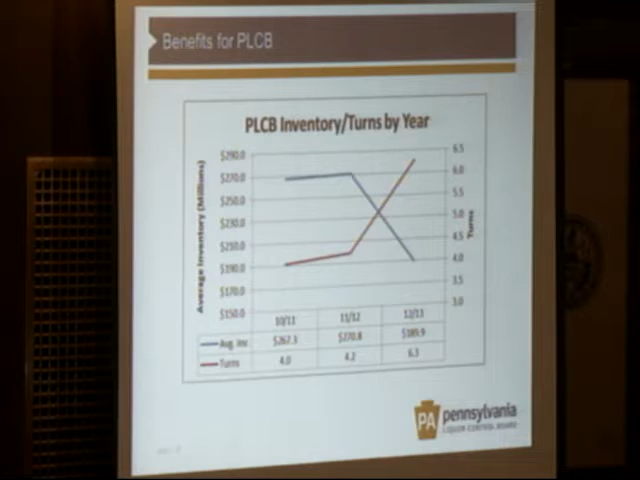 Benefits for PLCB
PLCB Inventory/Turns by Year
Average Inventory (Millions)
$290.0
$270.0
$250.0
$230.0
$210.0
$190.0
$170.0
$150.0
6.5
6.0
5.5
5.0
4.5
4.0
3.5
3.0
Turns
10/11 11/12 12/13
Avg. Inv $267.3 $270.8 $189.9
Turns 4.0 4.2 6.3
PA pennsylvania
LIQUOR CONTROL BOARD